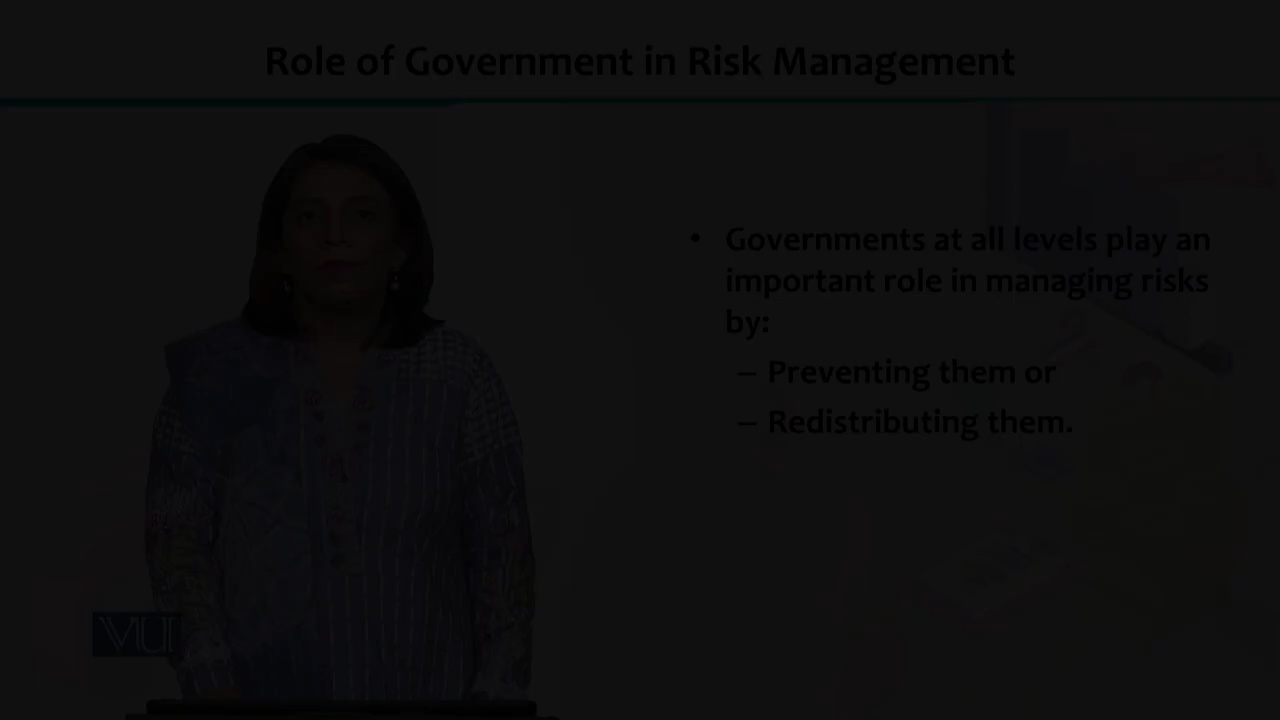 Role of Government in Risk Management
• Governments at all levels play an
important role in managing risks
by:
– Preventing them or
– Redistributing them.
VU